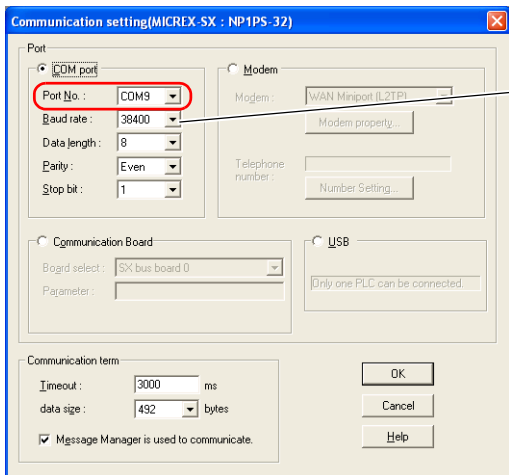 Communication setting(MICREX-SX : NP1PS-32)
Port
COM port
Port No. : COM9
Baud rate : 38400
Data length : 8
Parity : Even
Stop bit : 1
Modem
Modem : WAN Miniport (L2TP)
Modem property...
Telephone
number :
Number Setting...
Communication Board
Board select : SX bus board 0
Parameter :
USB
Only one PLC can be connected.
Communication term
Timeout : 3000 ms
data size : 492 bytes
Message Manager is used to communicate.
OK
Cancel
Help